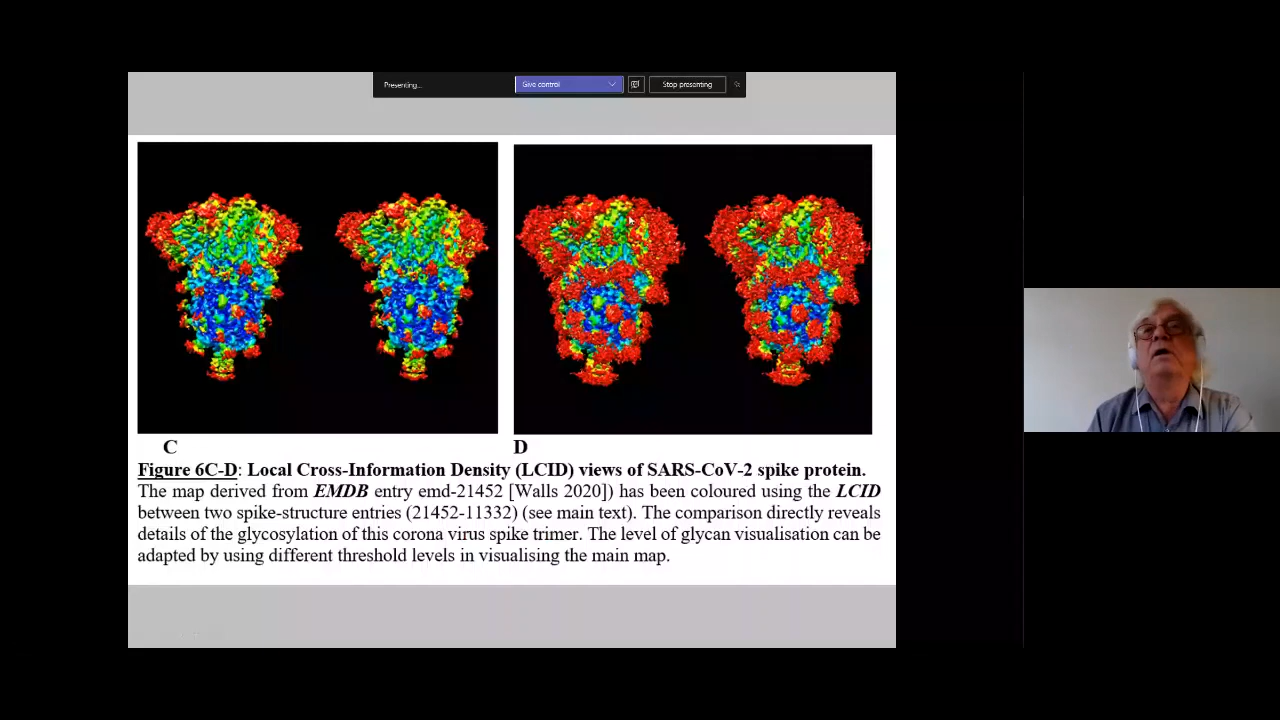 Presenting...
Give control
Stop presenting
C
D
Figure 6C-D: Local Cross-Information Density (LCID) views of SARS-CoV-2 spike protein.
The map derived from EMDB entry emd-21452 [Walls 2020]) has been coloured using the LCID
between two spike-structure entries (21452-11332) (see main text). The comparison directly reveals
details of the glycosylation of this corona virus spike trimer. The level of glycan visualisation can be
adapted by using different threshold levels in visualising the main map.